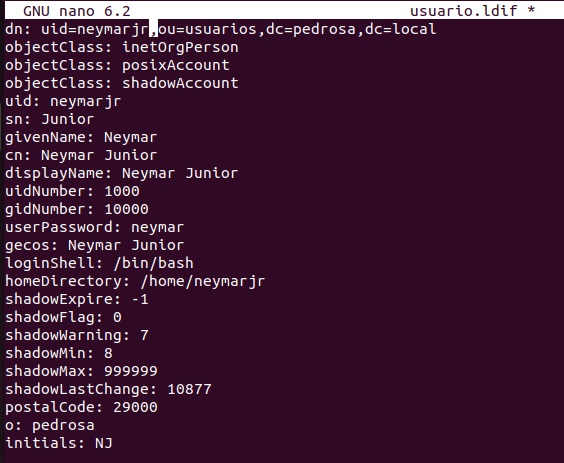 GNU nano 6.2 usuario.ldif *
dn: uid=neymarjr,ou=usuarios,dc=pedrosa,dc=local
objectClass: inetOrgPerson
objectClass: posixAccount
objectClass: shadowAccount
uid: neymarjr
sn: Junior
givenName: Neymar
cn: Neymar Junior
displayName: Neymar Junior
uidNumber: 1000
gidNumber: 10000
userPassword: neymar
gecos: Neymar Junior
loginShell: /bin/bash
homeDirectory: /home/neymarjr
shadowExpire: -1
shadowFlag: 0
shadowWarning: 7
shadowMin: 8
shadowMax: 999999
shadowLastChange: 10877
postalCode: 29000
o: pedrosa
initials: NJ